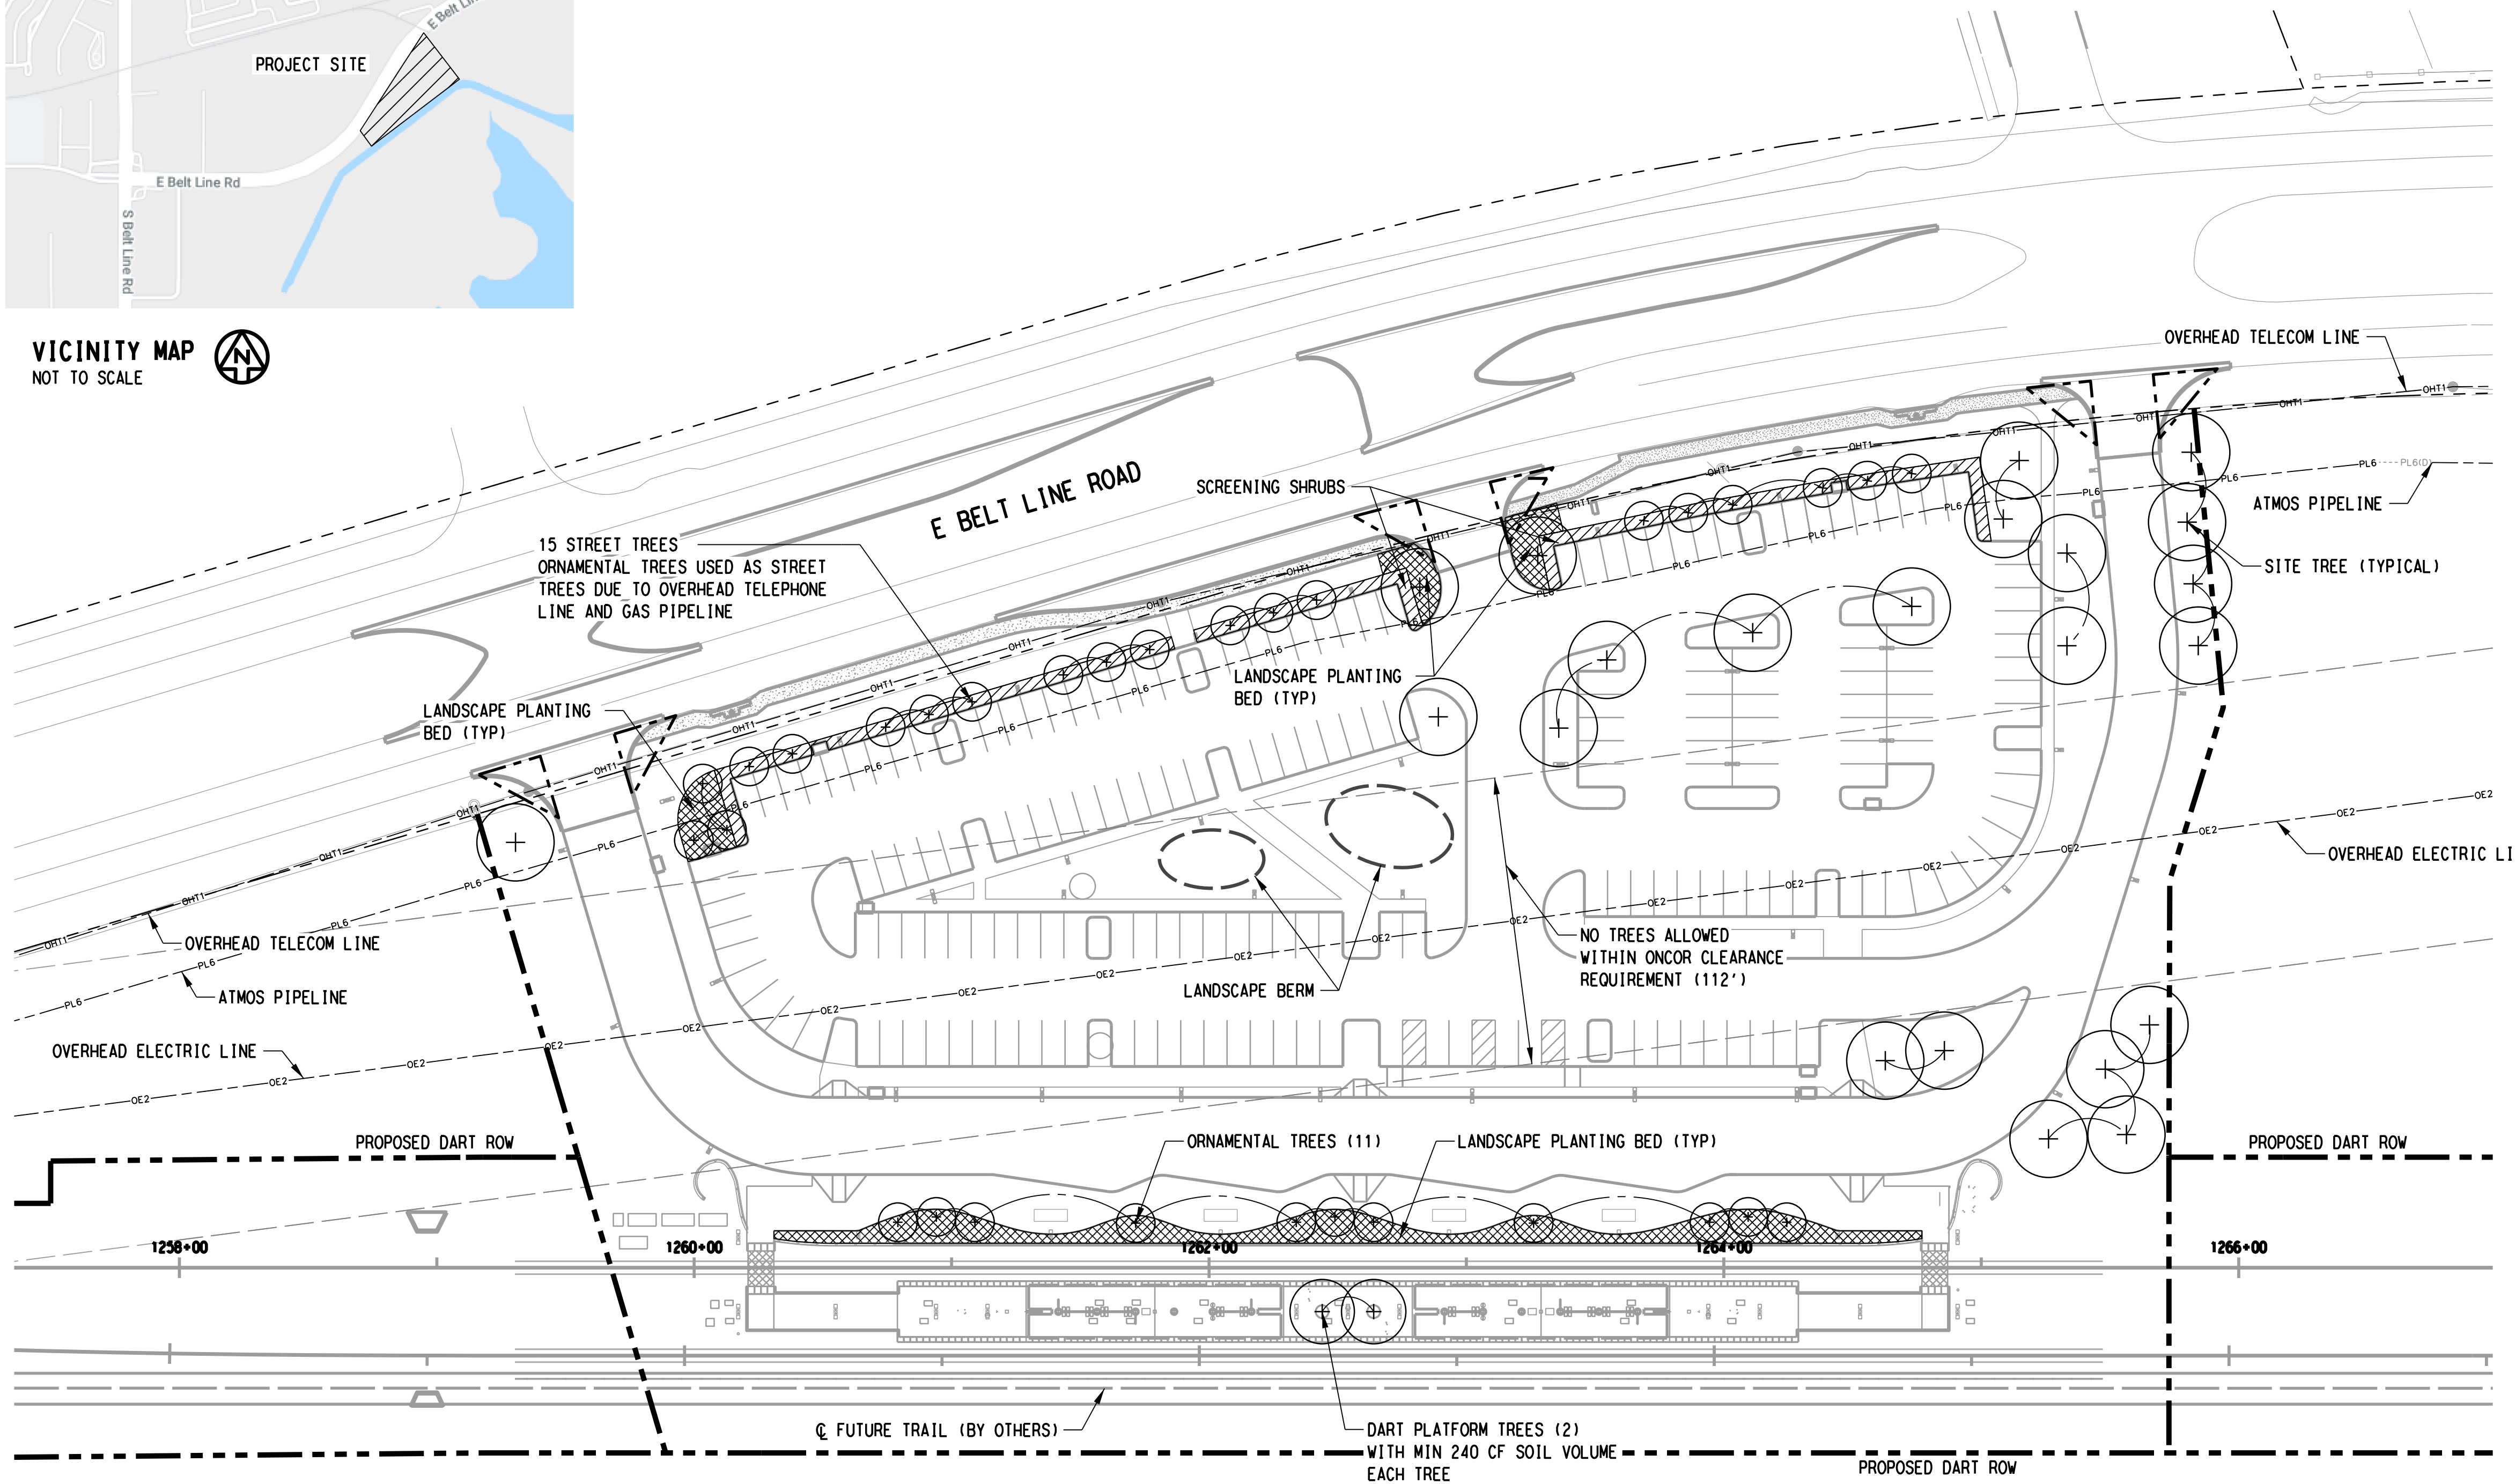 E Belt Lin
PROJECT SITE
E Belt Line Rd
S Belt Line Rd
VICINITY MAP
NOT TO SCALE
N
OVERHEAD TELECOM LINE
OHT1
PL6
PL6(D)
ATMOS PIPELINE
SITE TREE (TYPICAL)
E BELT LINE ROAD
SCREENING SHRUBS
15 STREET TREES
ORNAMENTAL TREES USED AS STREET
TREES DUE TO OVERHEAD TELEPHONE
LINE AND GAS PIPELINE
LANDSCAPE PLANTING
BED (TYP)
LANDSCAPE PLANTING
BED (TYP)
OE2
OVERHEAD ELECTRIC LI
OVERHEAD TELECOM LINE
ATMOS PIPELINE
NO TREES ALLOWED
WITHIN ONCOR CLEARANCE
REQUIREMENT (112')
LANDSCAPE BERM
OVERHEAD ELECTRIC LINE
PROPOSED DART ROW
ORNAMENTAL TREES (11)
LANDSCAPE PLANTING BED (TYP)
PROPOSED DART ROW
1258+00
1260+00
1262+00
1264+00
1266+00
℄ FUTURE TRAIL (BY OTHERS)
DART PLATFORM TREES (2)
WITH MIN 240 CF SOIL VOLUME
EACH TREE
PROPOSED DART ROW